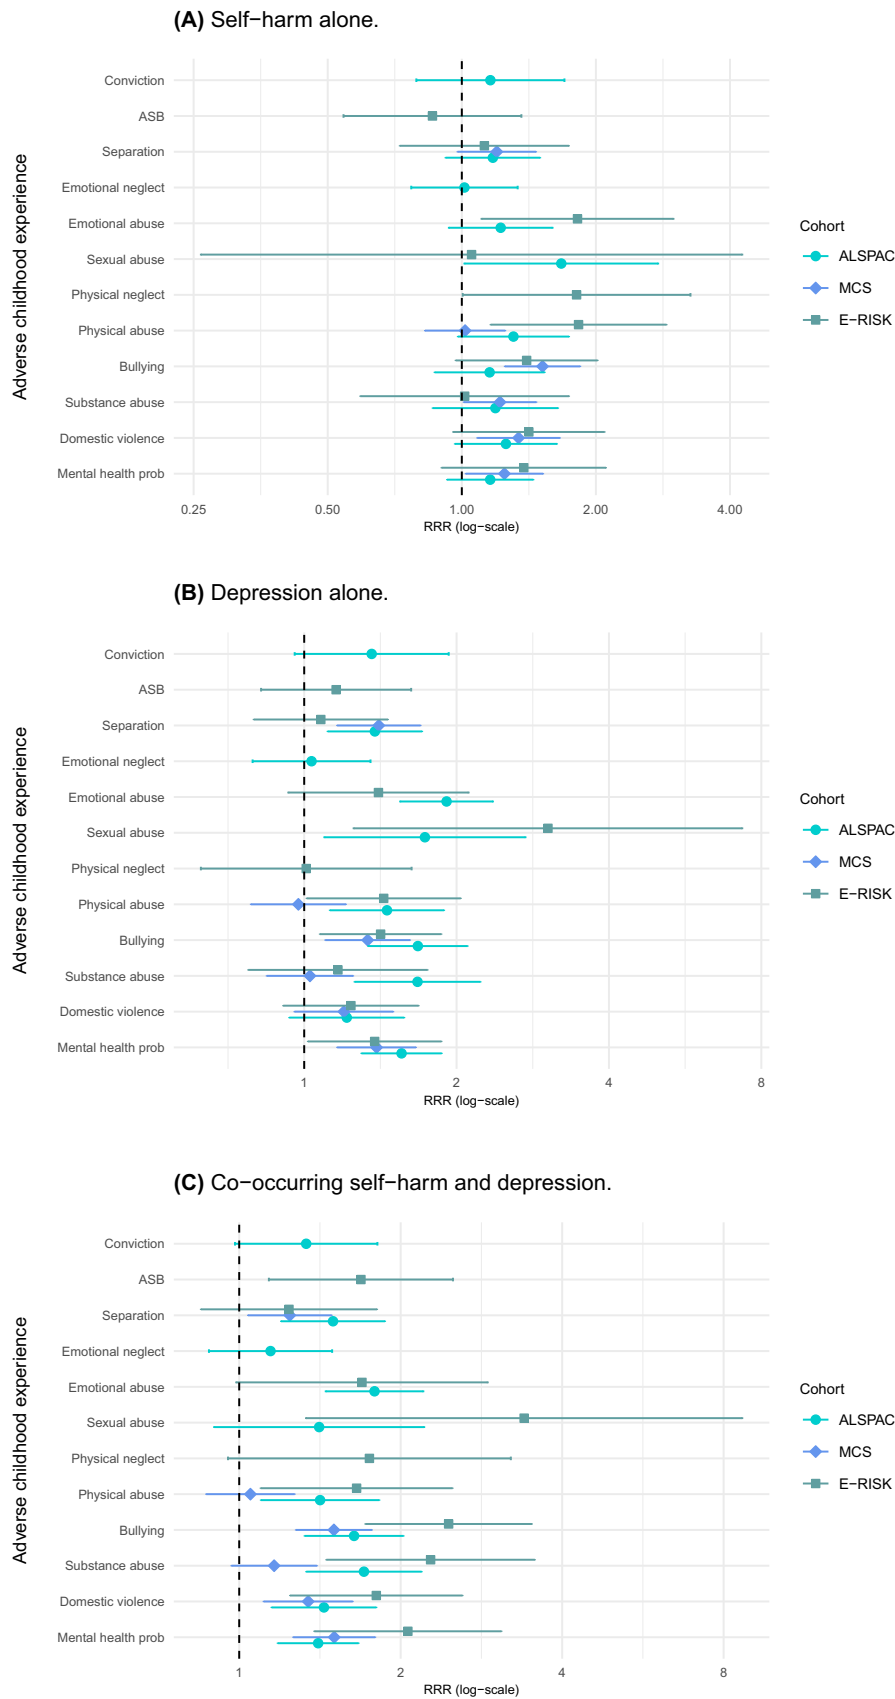 (A) Self−harm alone.
Adverse childhood experience
Conviction
ASB
Separation
Emotional neglect
Emotional abuse
Sexual abuse
Physical neglect
Physical abuse
Bullying
Substance abuse
Domestic violence
Mental health prob
0.25 0.50 1.00 2.00 4.00
RRR (log−scale)
Cohort
ALSPAC
MCS
E−RISK
(B) Depression alone.
Adverse childhood experience
Conviction
ASB
Separation
Emotional neglect
Emotional abuse
Sexual abuse
Physical neglect
Physical abuse
Bullying
Substance abuse
Domestic violence
Mental health prob
1 2 4 8
RRR (log−scale)
Cohort
ALSPAC
MCS
E−RISK
(C) Co−occurring self−harm and depression.
Adverse childhood experience
Conviction
ASB
Separation
Emotional neglect
Emotional abuse
Sexual abuse
Physical neglect
Physical abuse
Bullying
Substance abuse
Domestic violence
Mental health prob
1 2 4 8
RRR (log−scale)
Cohort
ALSPAC
MCS
E−RISK